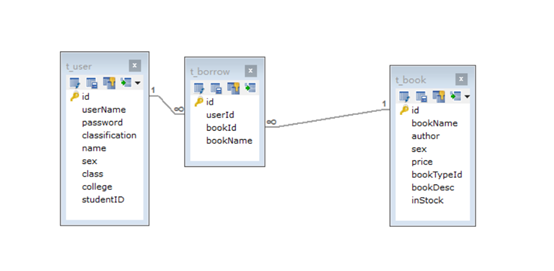 t_user
id
userName
password
classification
name
sex
class
college
studentID
1
∞
t_borrow
id
userId
bookId
bookName
∞
1
t_book
id
bookName
author
sex
price
bookTypeId
bookDesc
inStock